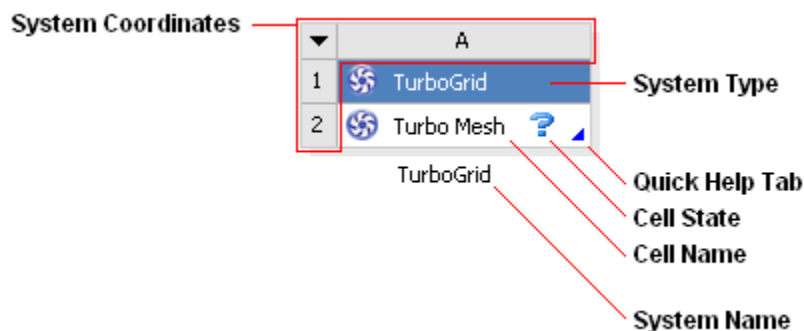 System Coordinates
A
1 TurboGrid
System Type
2 Turbo Mesh ?
TurboGrid
Quick Help Tab
Cell State
Cell Name
System Name